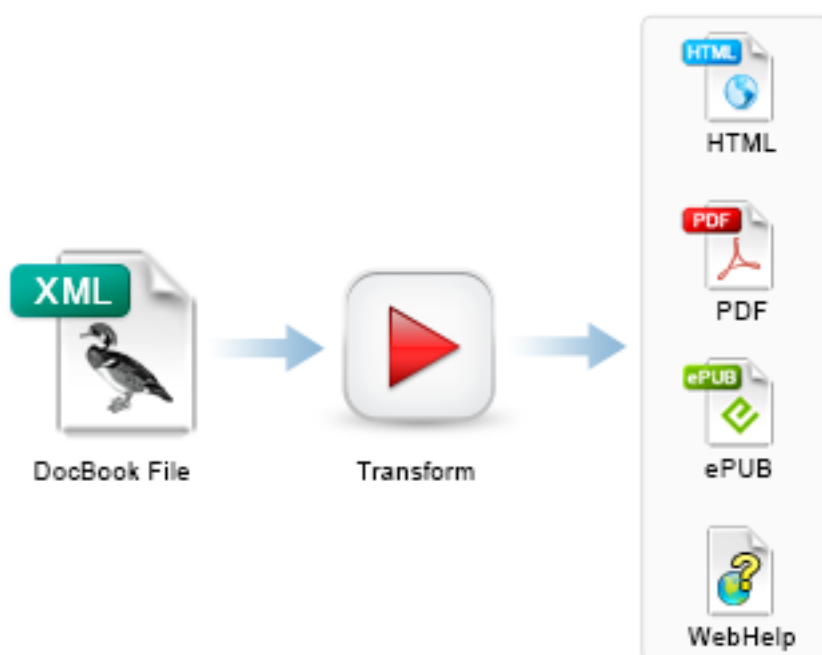 XML
DocBook File
Transform
HTML
HTML
PDF
PDF
ePUB
ePUB
WebHelp